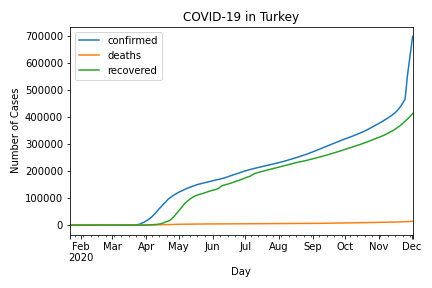 COVID-19 in Turkey
confirmed
deaths
recovered
Number of Cases
700000
600000
500000
400000
300000
200000
100000
0
Feb Mar Apr May Jun Jul Aug Sep Oct Nov Dec
2020
Day